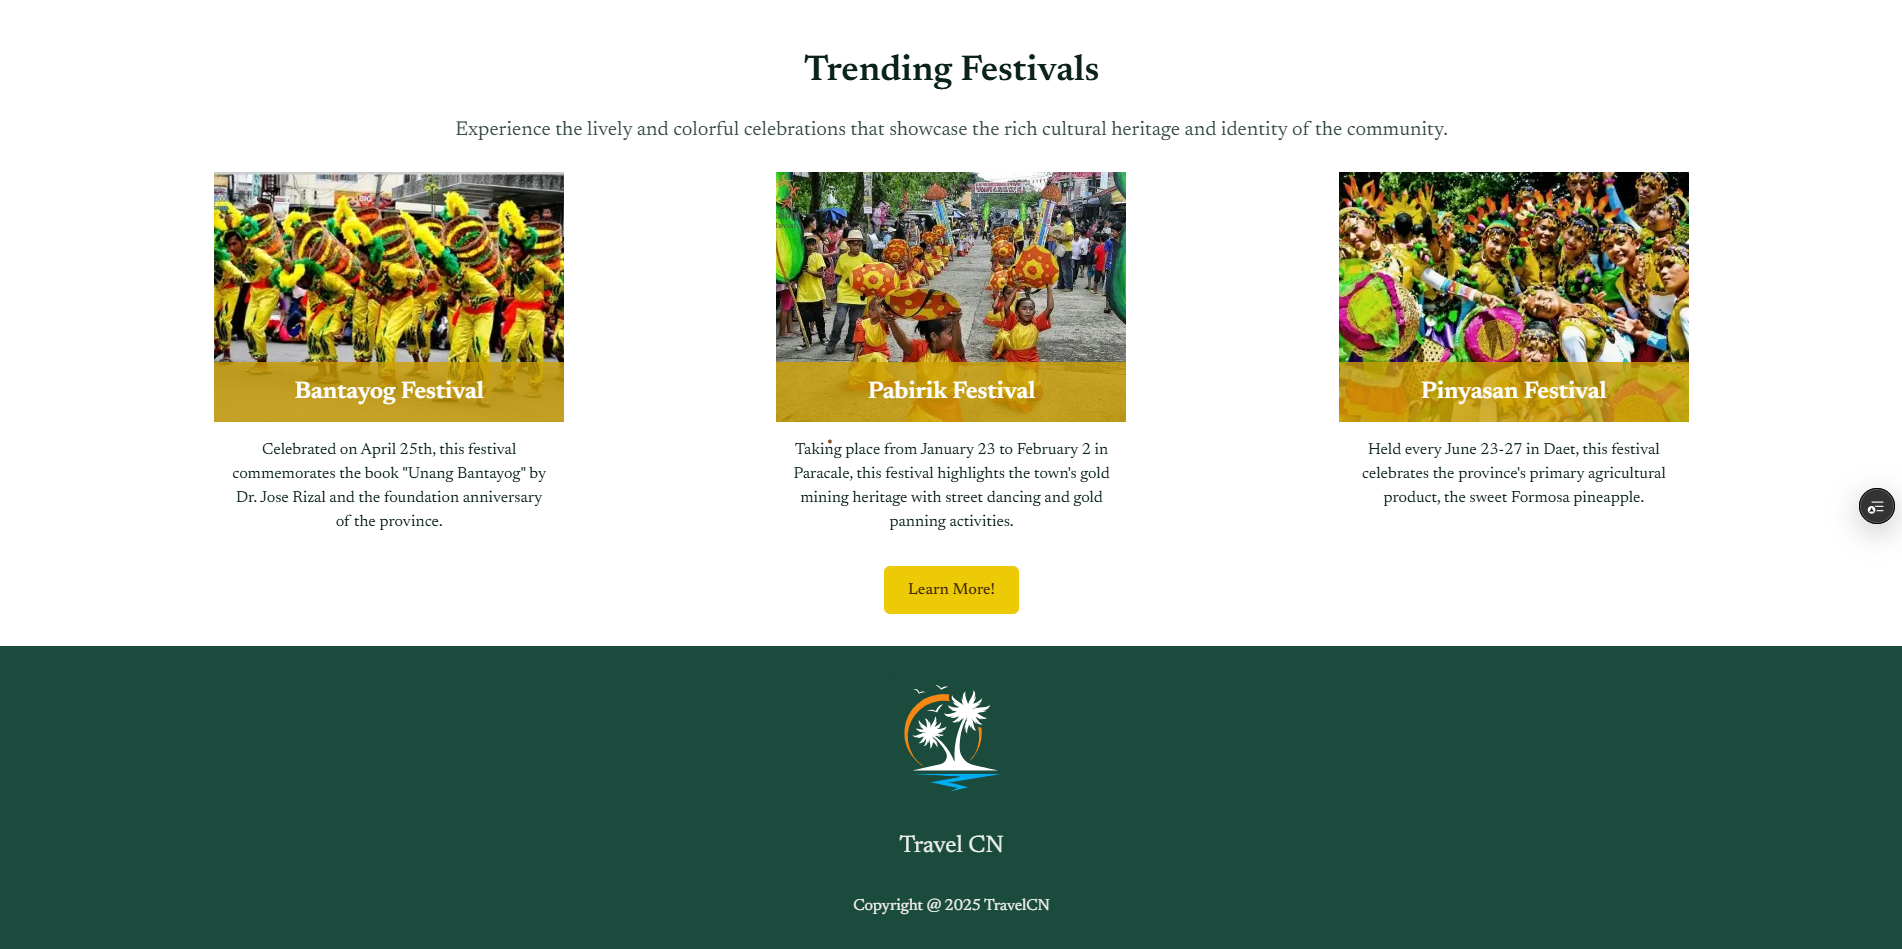 Trending Festivals
Experience the lively and colorful celebrations that showcase the rich cultural heritage and identity of the community.
Bantayog Festival
Celebrated on April 25th, this festival
commemorates the book "Unang Bantayog" by
Dr. Jose Rizal and the foundation anniversary
of the province.
Pabirik Festival
Taking place from January 23 to February 2 in
Paracale, this festival highlights the town's gold
mining heritage with street dancing and gold
panning activities.
Pinyasan Festival
Held every June 23-27 in Daet, this festival
celebrates the province's primary agricultural
product, the sweet Formosa pineapple.
Learn More!
Travel CN
Copyright @ 2025 TravelCN